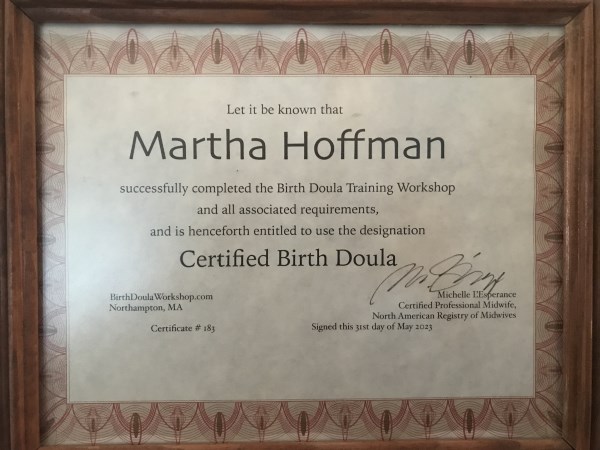 Let it be known that
Martha Hoffman
successfully completed the Birth Doula Training Workshop
and all associated requirements,
and is henceforth entitled to use the designation
Certified Birth Doula
BirthDoulaWorkshop.com
Northampton, MA
Certificate # 183
Michelle L'Esperance
Certified Professional Midwife,
North American Registry of Midwives
Signed this 31st day of May 2023